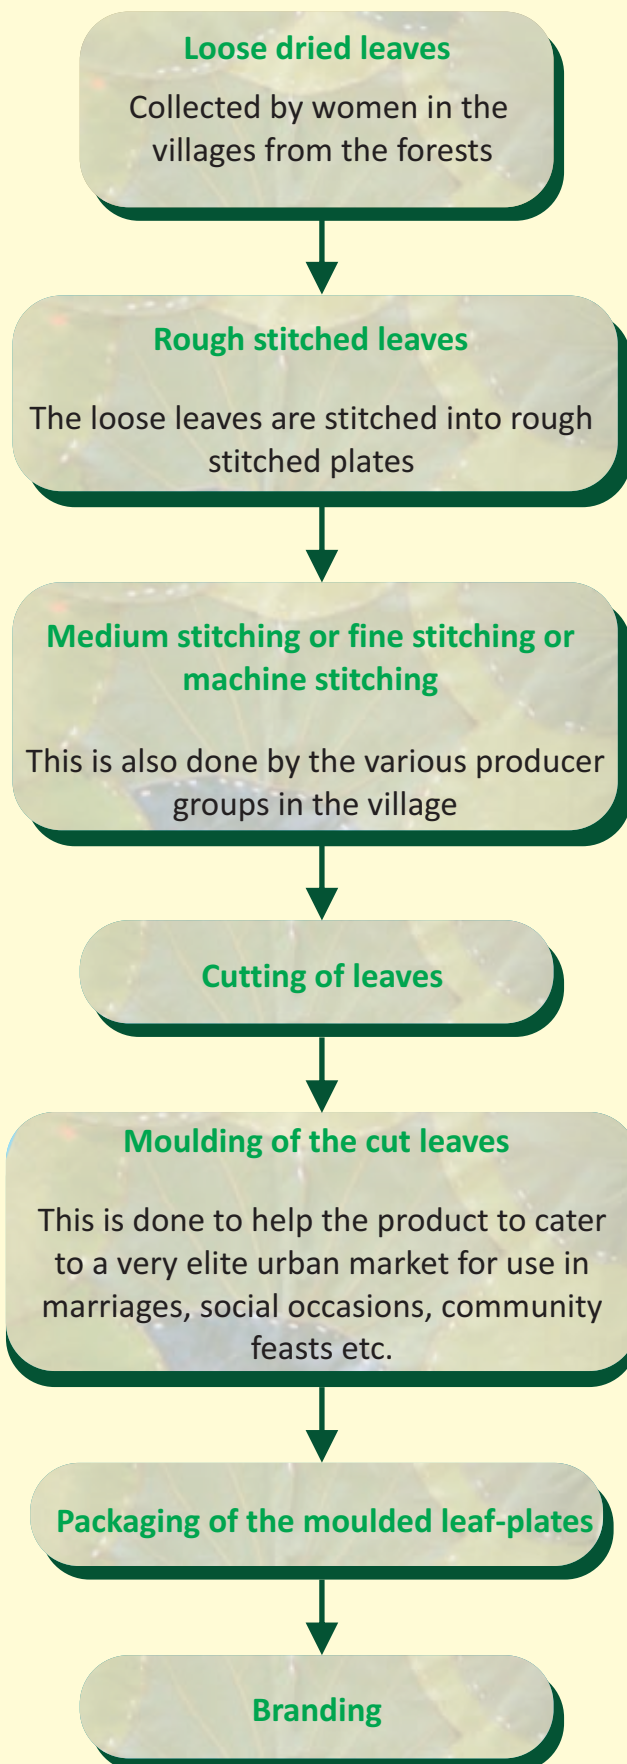 Loose dried leaves
Collected by women in the
villages from the forests
Rough stitched leaves
The loose leaves are stitched into rough
stitched plates
Medium stitching or fine stitching or
machine stitching
This is also done by the various producer
groups in the village
Cutting of leaves
Moulding of the cut leaves
This is done to help the product to cater
to a very elite urban market for use in
marriages, social occasions, community
feasts etc.
Packaging of the moulded leaf-plates
Branding